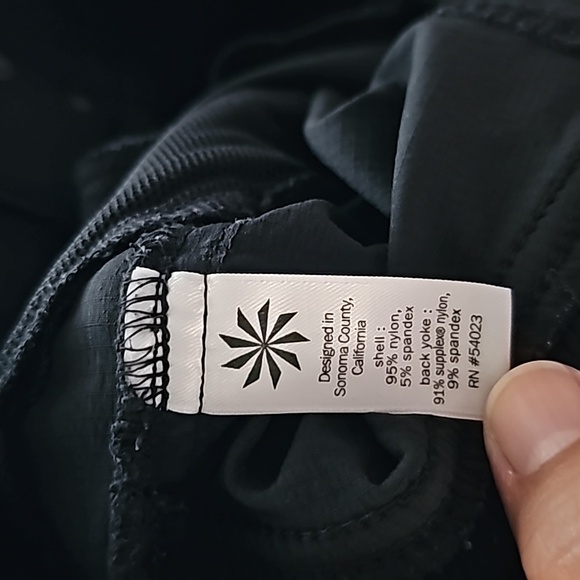 Designed in
Sonoma County,
California
shell :
95% nylon,
5% spandex
back yoke :
91% supplex® nylon,
9% spandex
RN #54023